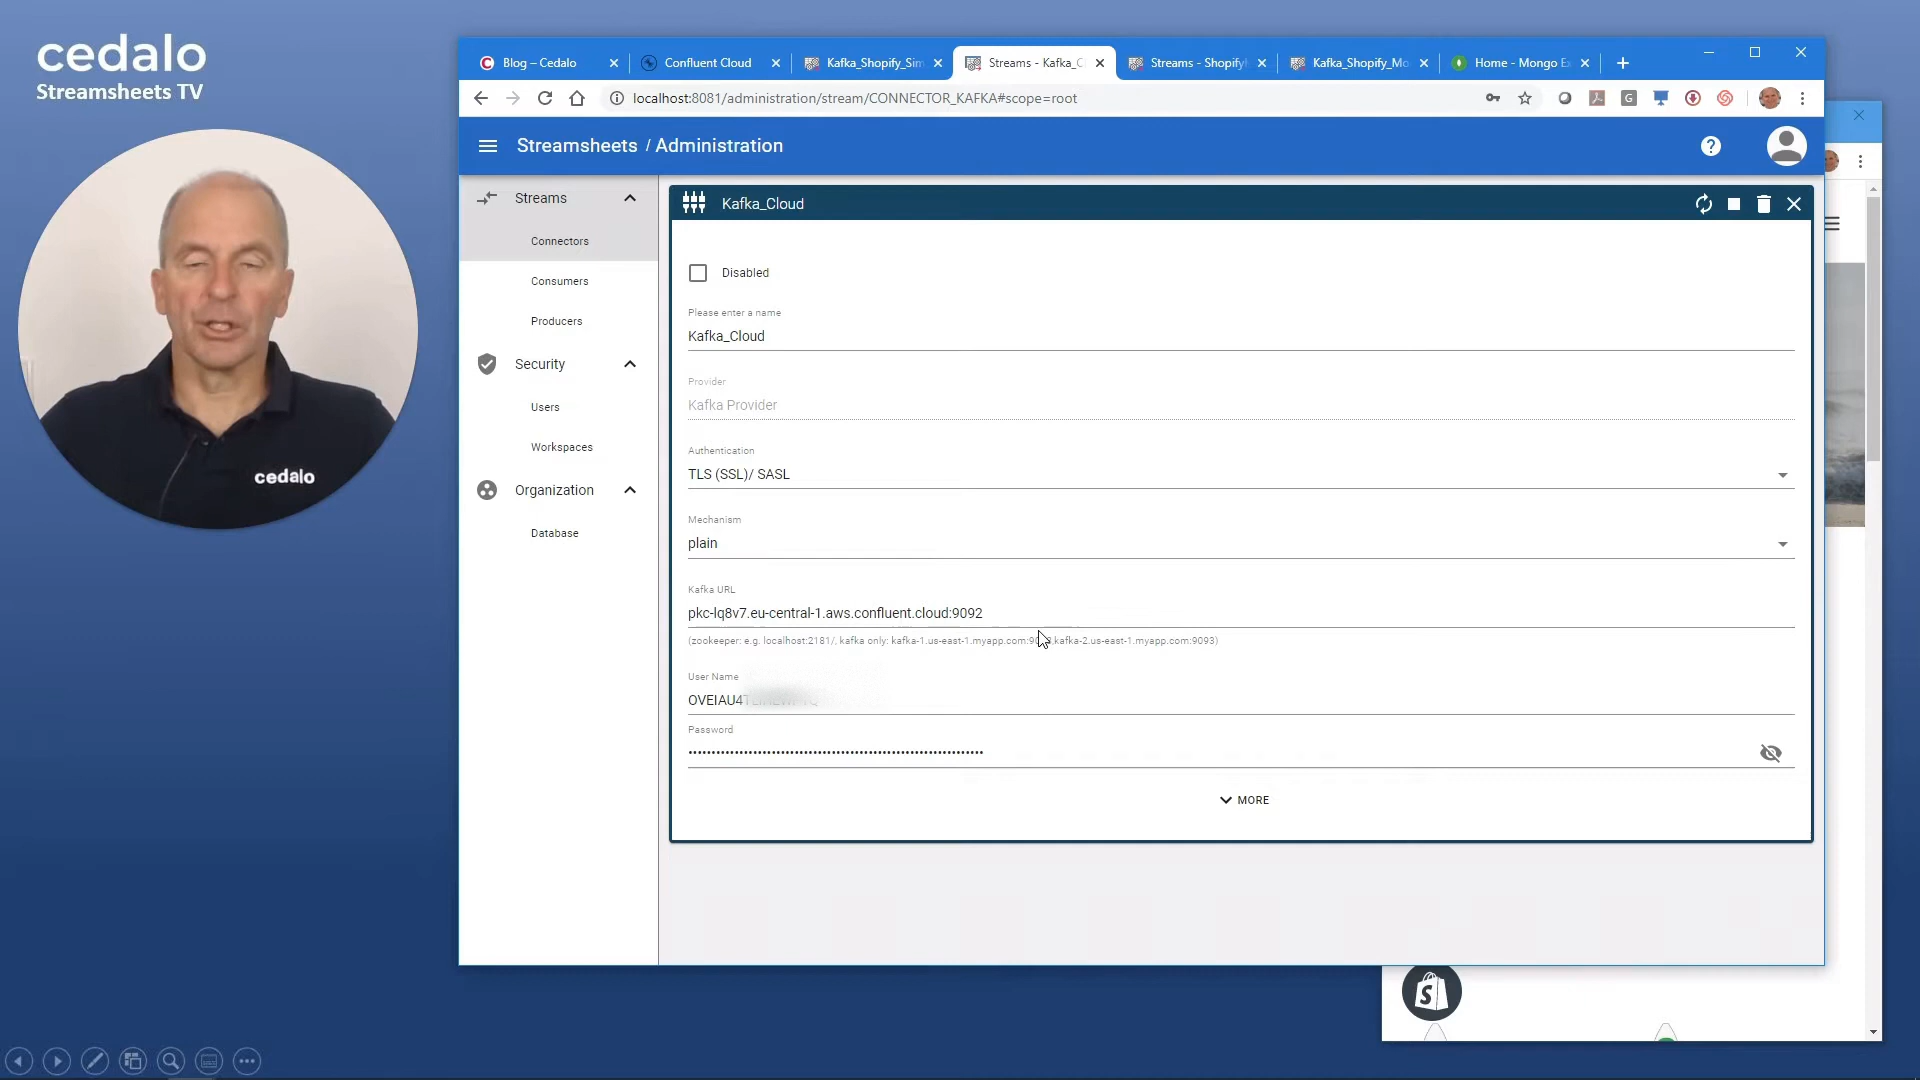 cedalo
Streamsheets TV
cedalo
Blog – Cedalo
Confluent Cloud
Kafka_Shopify_Sim
Streams - Kafka_C
Streams - Shopify
Kafka_Shopify_Mo
Home - Mongo Ex
localhost:8081/administration/stream/CONNECTOR_KAFKA#scope=root
Streamsheets / Administration
Streams
Connectors
Consumers
Producers
Security
Users
Workspaces
Organization
Database
Kafka_Cloud
Disabled
Please enter a name
Kafka_Cloud
Provider
Kafka Provider
Authentication
TLS (SSL)/ SASL
Mechanism
plain
Kafka URL
pkc-lq8v7.eu-central-1.aws.confluent.cloud:9092
(zookeeper: e.g. localhost:2181/, kafka only: kafka-1.us-east-1.myapp.com: kafka-2.us-east-1.myapp.com:9093)
User Name
OVEIAU4
Password
MORE